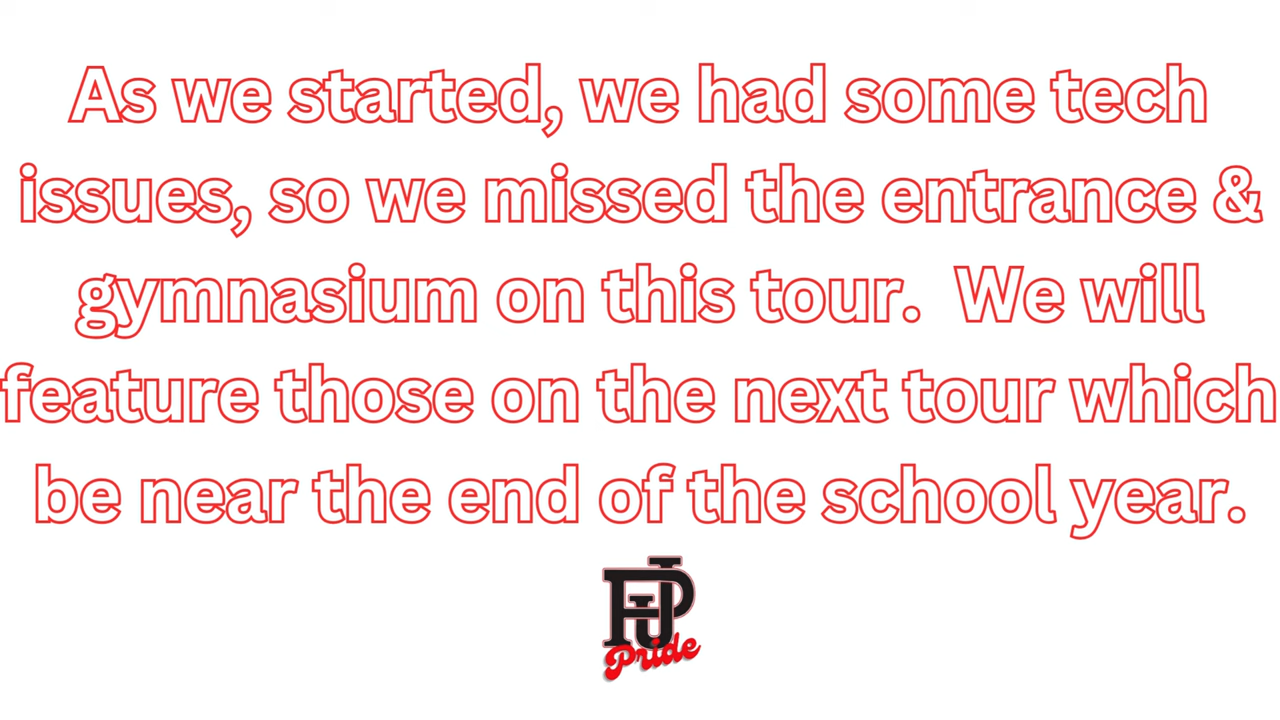 As we started, we had some tech
issues, so we missed the entrance &
gymnasium on this tour.  We will
feature those on the next tour which
be near the end of the school year.
Pride